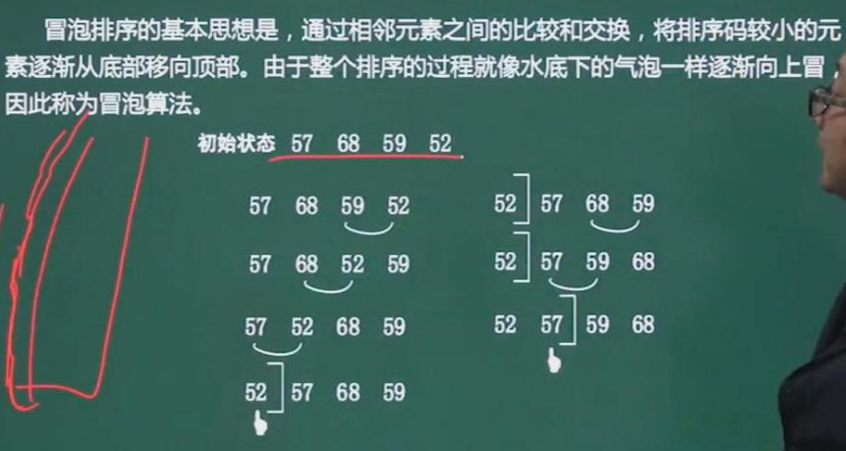 冒泡排序的基本思想是，通过相邻元素之间的比较和交换，将排序码较小的元
素逐渐从底部移向顶部。由于整个排序的过程就像水底下的气泡一样逐渐向上冒，
因此称为冒泡算法。
初始状态 57 68 59 52
57 68 59 52
57 68 52 59
57 52 68 59
52] 57 68 59
52] 57 68 59
52] 57 59 68
52 57] 59 68